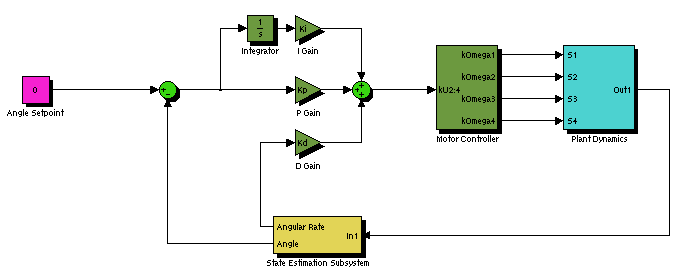 1
s
Ki
Integrator
I Gain
0
Angle Setpoint
+
−
Kp
P Gain
+
+
+
Kd
D Gain
kU2:4
kOmega1
kOmega2
kOmega3
kOmega4
Motor Controller
S1
S2
S3
S4
Out1
Plant Dynamics
Angular Rate
Angle
In1
State Estimation Subsystem